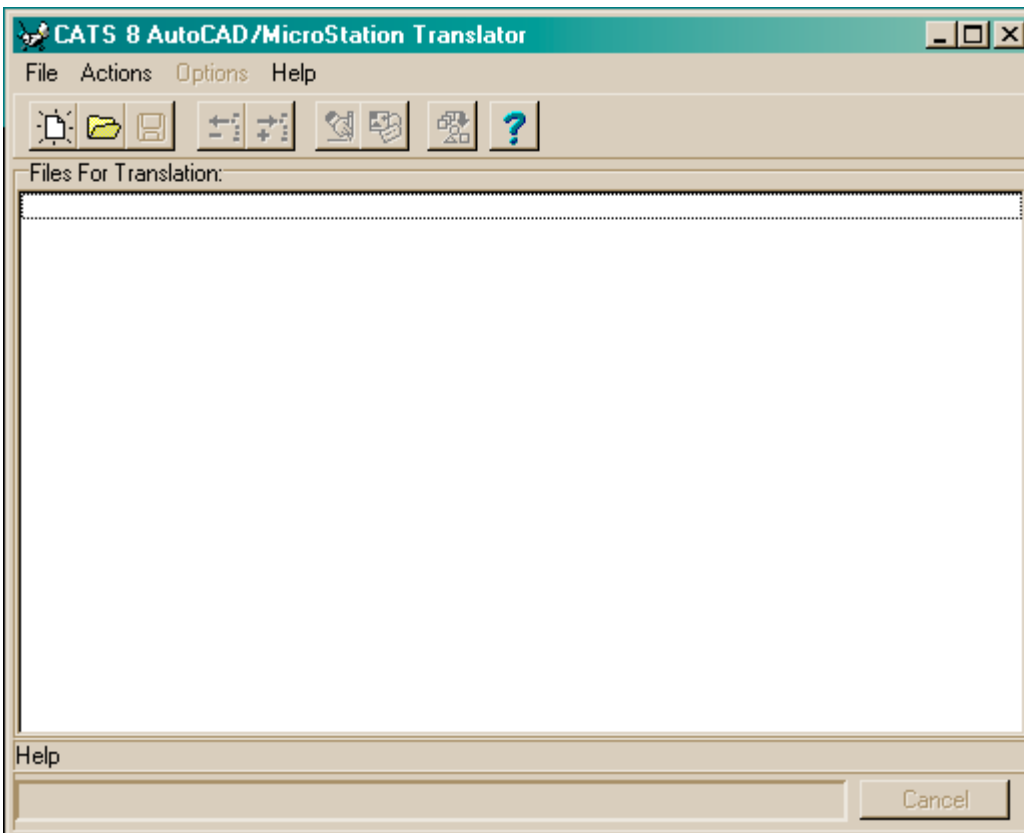 CATS 8 AutoCAD/MicroStation Translator
File Actions Options Help
?
Files For Translation:
Help
Cancel